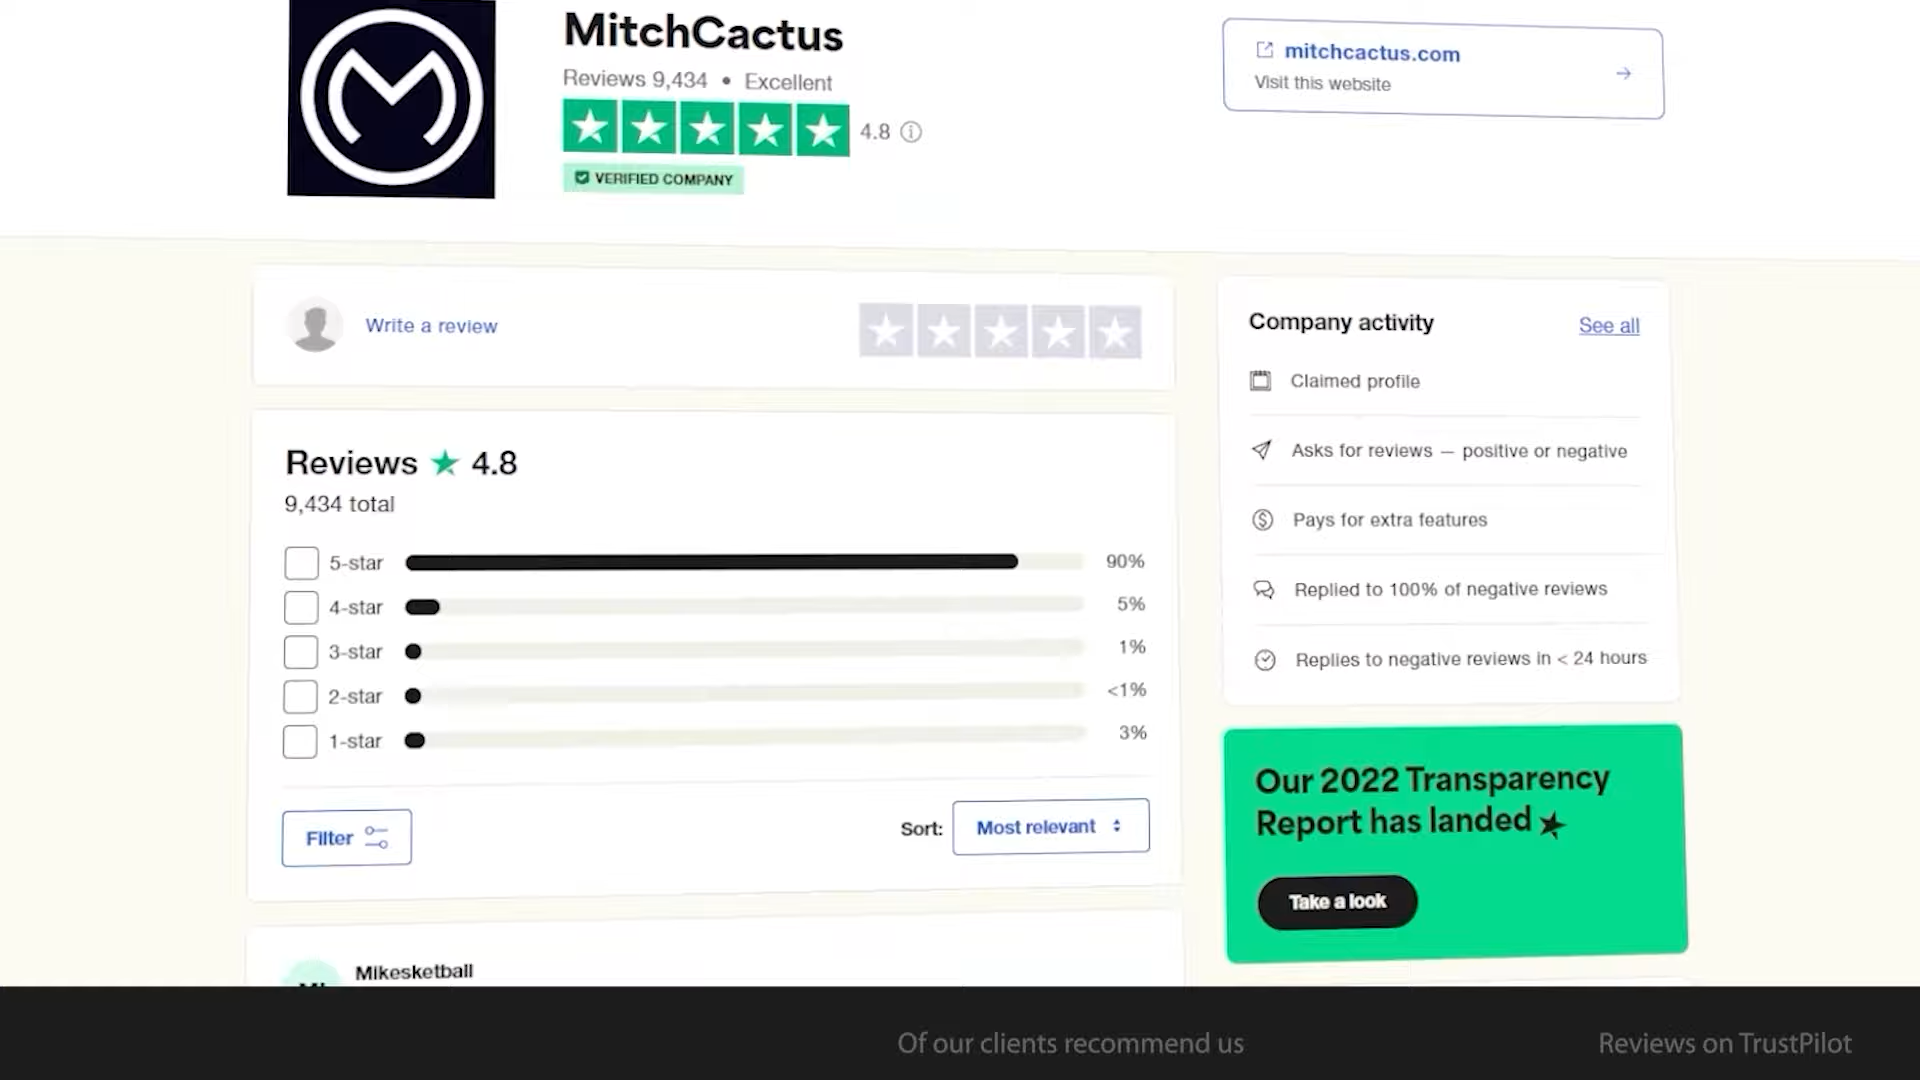 MitchCactus
Reviews 9,434 • Excellent
4.8
VERIFIED COMPANY
mitchcactus.com
Visit this website
Write a review
Reviews ★ 4.8
9,434 total
5-star 90%
4-star 5%
3-star 1%
2-star <1%
1-star 3%
Filter
Sort: Most relevant
Mikesketball
Company activity See all
Claimed profile
Asks for reviews — positive or negative
Pays for extra features
Replied to 100% of negative reviews
Replies to negative reviews in < 24 hours
Our 2022 Transparency
Report has landed
Take a look
Of our clients recommend us
Reviews on TrustPilot